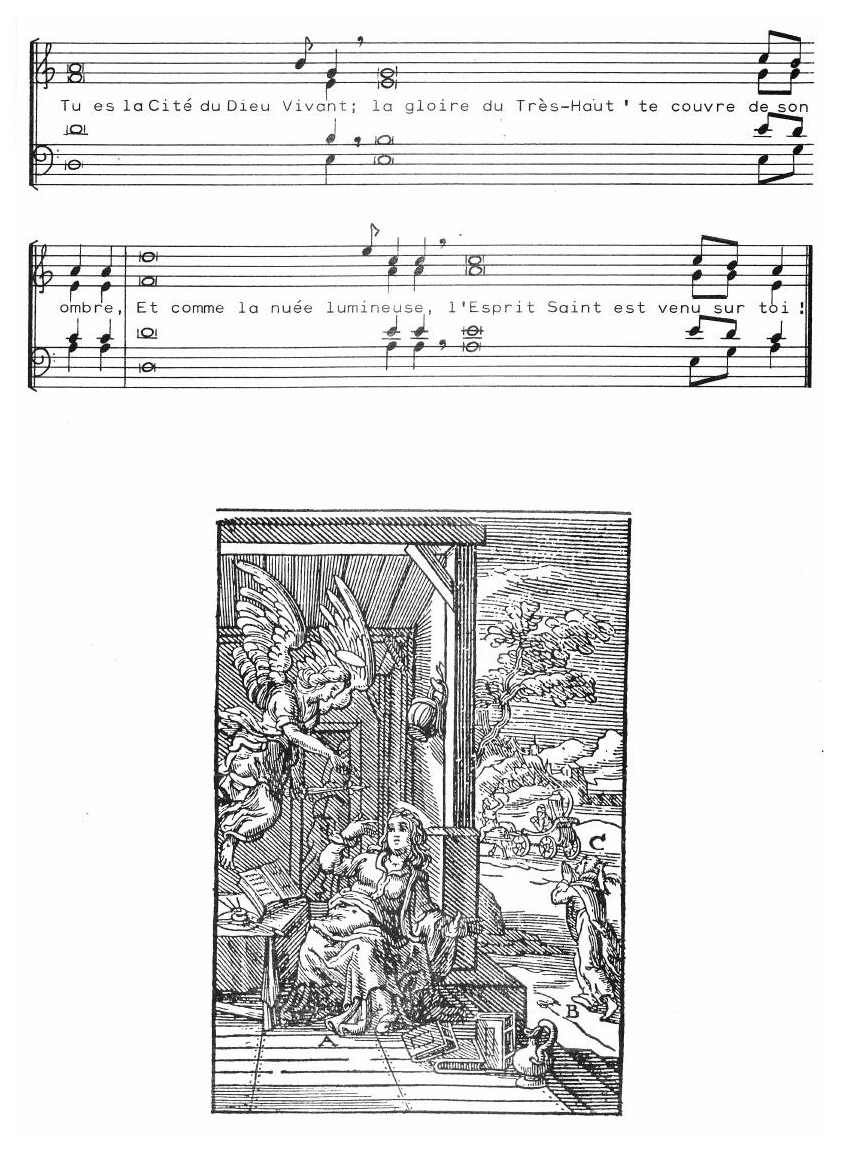 Tu es la Cité du Dieu Vivant; la gloire du Très-Haut ' te couvre de son
ombre, Et comme la nuée lumineuse, l'Esprit Saint est venu sur toi !
C
B
A